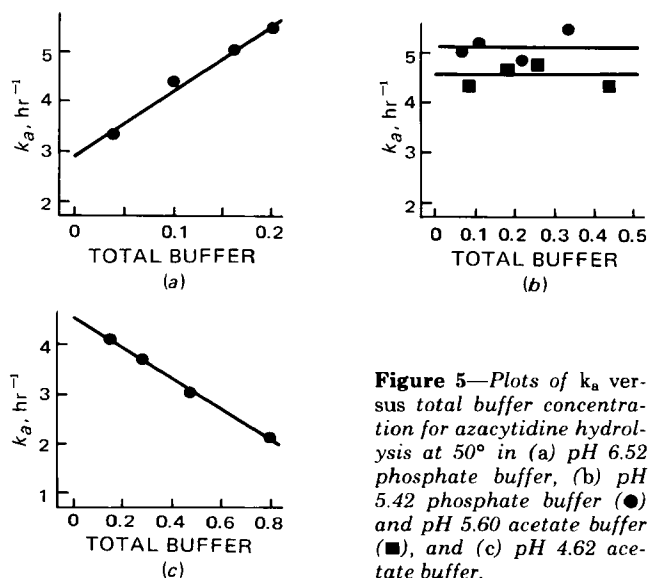 5
4
3
2
kₐ, hr⁻¹
0 0.1 0.2
TOTAL BUFFER
(a)
5
4
3
2
kₐ, hr⁻¹
0 0.1 0.2 0.3 0.4 0.5
TOTAL BUFFER
(b)
4
3
2
1
kₐ, hr⁻¹
0 0.2 0.4 0.6 0.8
TOTAL BUFFER
(c)
Figure 5—Plots of kₐ ver-
sus total buffer concentra-
tion for azacytidine hydrol-
ysis at 50° in (a) pH 6.52
phosphate buffer, (b) pH
5.42 phosphate buffer (●)
and pH 5.60 acetate buffer
(■), and (c) pH 4.62 ace-
tate buffer.